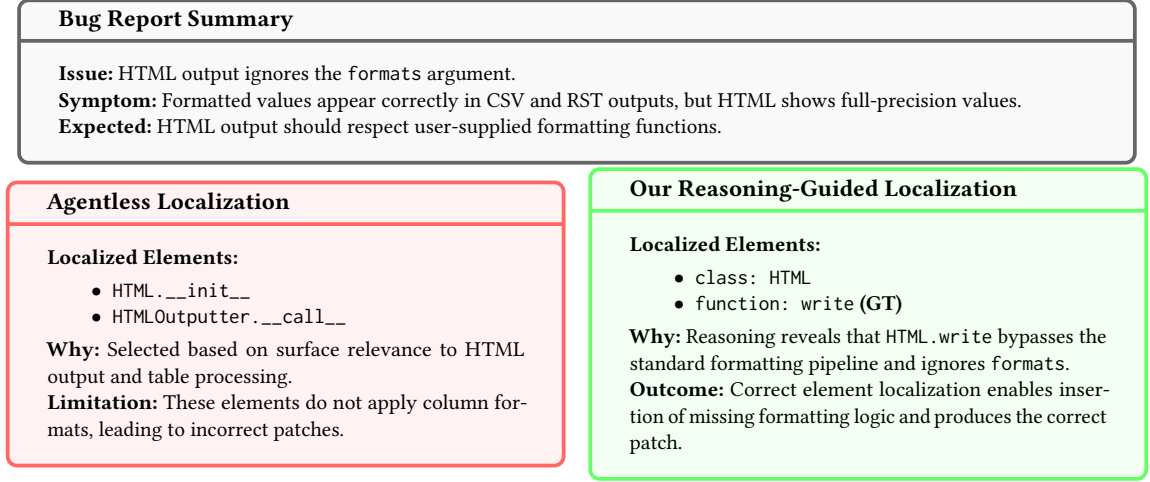 Bug Report Summary
Issue: HTML output ignores the formats argument.
Symptom: Formatted values appear correctly in CSV and RST outputs, but HTML shows full-precision values.
Expected: HTML output should respect user-supplied formatting functions.
Agentless Localization
Localized Elements:
• HTML.__init__
• HTMLOutputter.__call__
Why: Selected based on surface relevance to HTML
output and table processing.
Limitation: These elements do not apply column for-
mats, leading to incorrect patches.
Our Reasoning-Guided Localization
Localized Elements:
• class: HTML
• function: write (GT)
Why: Reasoning reveals that HTML.write bypasses the
standard formatting pipeline and ignores formats.
Outcome: Correct element localization enables inser-
tion of missing formatting logic and produces the correct
patch.